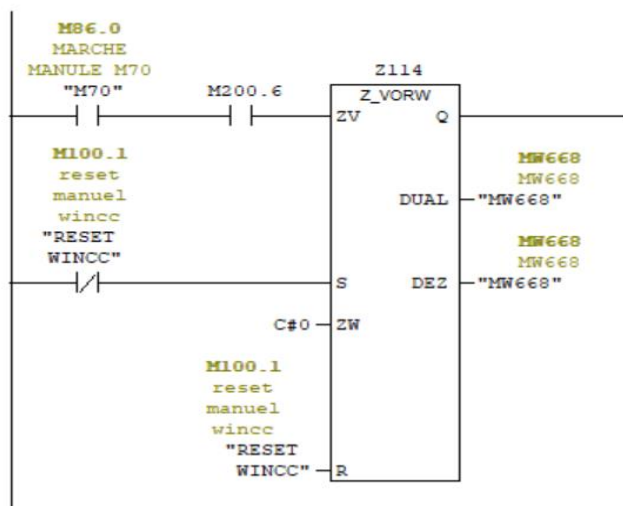 M86.0
MARCHE
MANULE M70
"M70"
M200.6
Z114
Z_VORW
ZV
Q
M100.1
reset
manuel
wincc
"RESET
WINCC"
MW668
MW668
DUAL
"MW668"
MW668
MW668
S
DEZ
"MW668"
C#0
ZW
M100.1
reset
manuel
wincc
"RESET
WINCC"
R